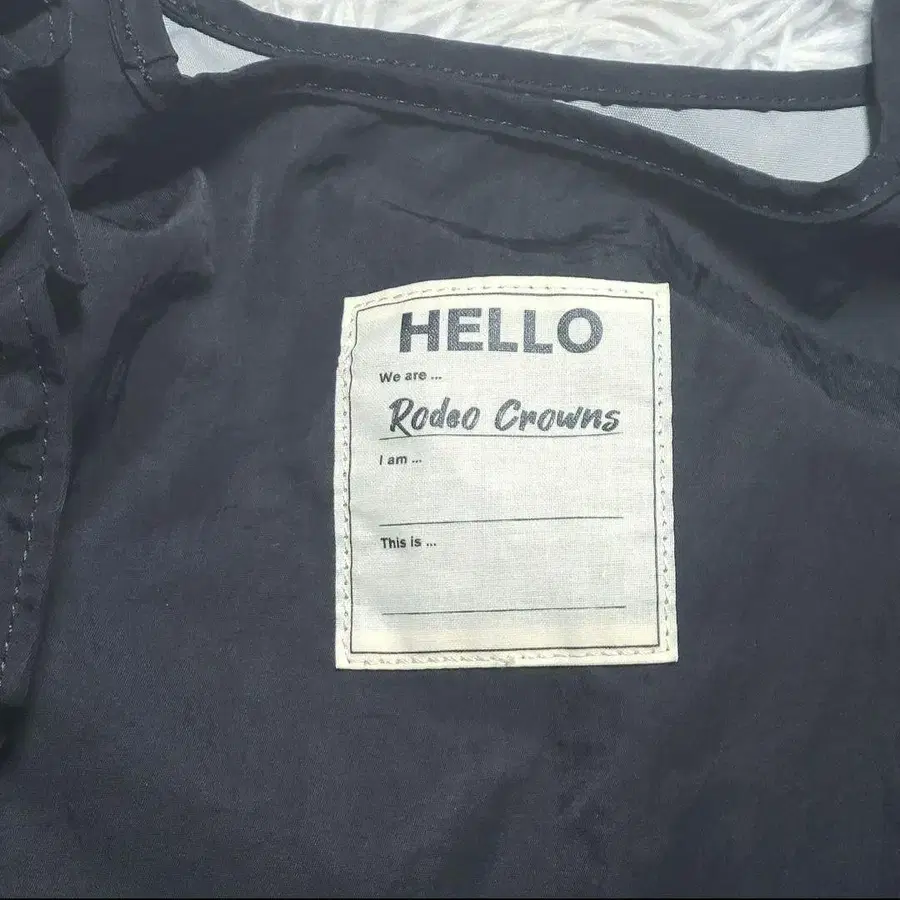 HELLO
We are ...
Rodeo Crowns
I am ...
This is ...